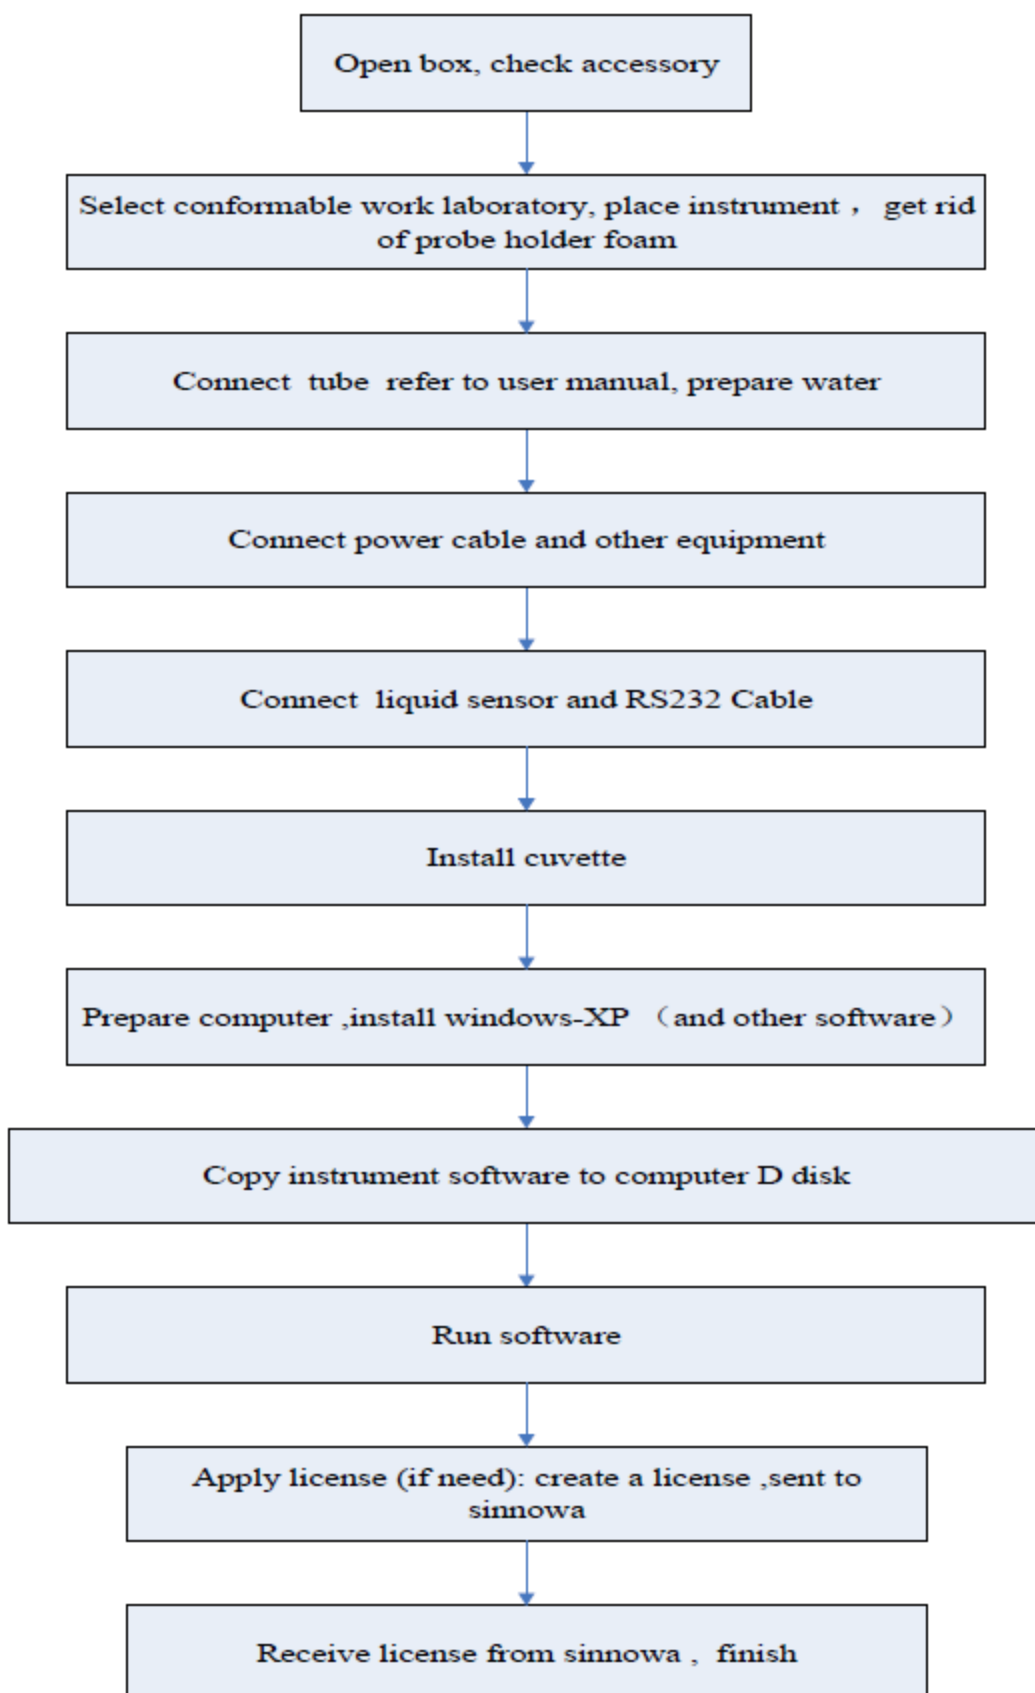 Open box, check accessory
Select conformable work laboratory, place instrument ， get rid
of probe holder foam
Connect tube refer to user manual, prepare water
Connect power cable and other equipment
Connect liquid sensor and RS232 Cable
Install cuvette
Prepare computer ,install windows-XP （and other software）
Copy instrument software to computer D disk
Run software
Apply license (if need): create a license ,sent to
sinnowa
Receive license from sinnowa , finish